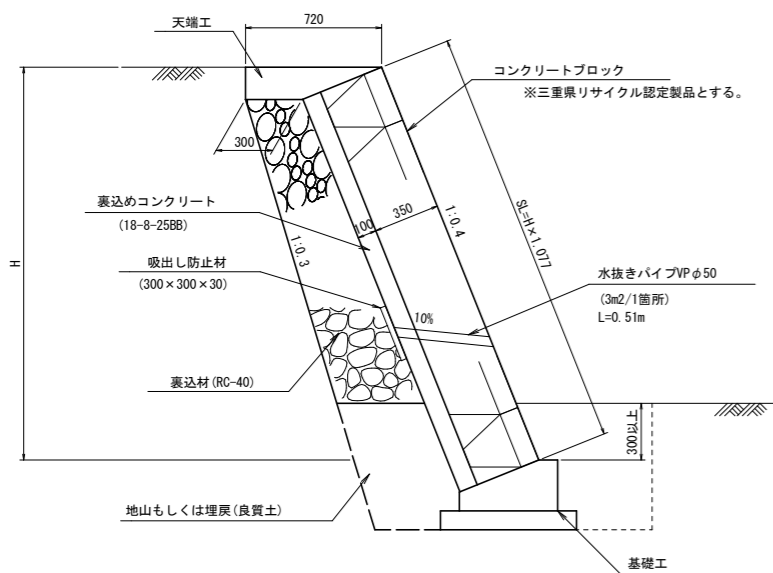 天端工
720
コンクリートブロック
※三重県リサイクル認定製品とする。
300
裏込めコンクリート
(18-8-25BB)
100
350
1:0.4
SL=H×1.077
1:0.3
H
吸出し防止材
(300×300×30)
水抜きパイプVPφ50
(3m2/1箇所)
L=0.51m
10%
裏込材(RC-40)
300以上
地山もしくは埋戻(良質土)
基礎工